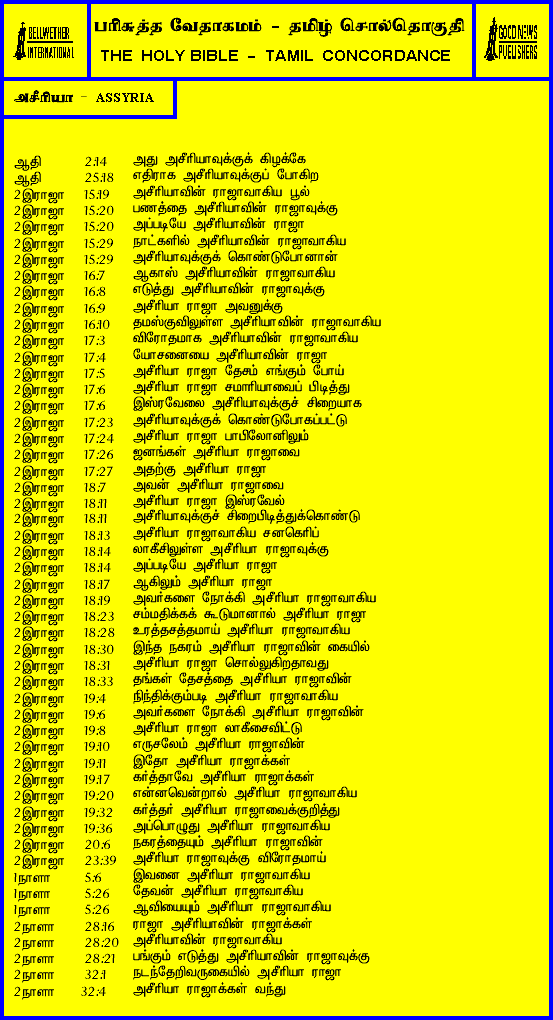 BELLWETHER
INTERNATIONAL
பரிசுத்த வேதாகமம் - தமிழ் சொல்தொகுதி
THE HOLY BIBLE - TAMIL CONCORDANCE
GOOD NEWS
PUBLISHERS
அசீரியா - ASSYRIA
ஆதி 2:14 அது அசீரியாவுக்குக் கிழக்கே
ஆதி 25:18 எதிராக அசீரியாவுக்குப் போகிற
2இராஜா 15:19 அசீரியாவின் ராஜாவாகிய பூல்
2இராஜா 15:20 பணத்தை அசீரியாவின் ராஜாவுக்கு
2இராஜா 15:20 அப்படியே அசீரியாவின் ராஜா
2இராஜா 15:29 நாட்களில் அசீரியாவின் ராஜாவாகிய
2இராஜா 15:29 அசீரியாவுக்குக் கொண்டுபோனான்
2இராஜா 16:7 ஆகாஸ் அசீரியாவின் ராஜாவாகிய
2இராஜா 16:8 எடுத்து அசீரியாவின் ராஜாவுக்கு
2இராஜா 16:9 அசீரியா ராஜா அவனுக்கு
2இராஜா 16:10 தமஸ்குவிலுள்ள அசீரியாவின் ராஜாவாகிய
2இராஜா 17:3 விரோதமாக அசீரியாவின் ராஜாவாகிய
2இராஜா 17:4 யோசனையை அசீரியாவின் ராஜா
2இராஜா 17:5 அசீரியா ராஜா தேசம் எங்கும் போய்
2இராஜா 17:6 அசீரியா ராஜா சமாரியாவைப் பிடித்து
2இராஜா 17:6 இஸ்ரவேலை அசீரியாவுக்குச் சிறையாக
2இராஜா 17:23 அசீரியாவுக்குக் கொண்டுபோகப்பட்டு
2இராஜா 17:24 அசீரியா ராஜா பாபிலோனிலும்
2இராஜா 17:26 ஜனங்கள் அசீரியா ராஜாவை
2இராஜா 17:27 அதற்கு அசீரியா ராஜா
2இராஜா 18:7 அவன் அசீரியா ராஜாவை
2இராஜா 18:11 அசீரியா ராஜா இஸ்ரவேல்
2இராஜா 18:11 அசீரியாவுக்குச் சிறைபிடித்துக்கொண்டு
2இராஜா 18:13 அசீரியா ராஜாவாகிய சனகெரிப்
2இராஜா 18:14 லாகீசிலுள்ள அசீரியா ராஜாவுக்கு
2இராஜா 18:14 அப்படியே அசீரியா ராஜா
2இராஜா 18:17 ஆகிலும் அசீரியா ராஜா
2இராஜா 18:19 அவர்களை நோக்கி அசீரியா ராஜாவாகிய
2இராஜா 18:23 சம்மதிக்கக் கூடுமானால் அசீரியா ராஜா
2இராஜா 18:28 உரத்தசத்தமாய் அசீரியா ராஜாவாகிய
2இராஜா 18:30 இந்த நகரம் அசீரியா ராஜாவின் கையில்
2இராஜா 18:31 அசீரியா ராஜா சொல்லுகிறதாவது
2இராஜா 18:33 தங்கள் தேசத்தை அசீரியா ராஜாவின்
2இராஜா 19:4 நிந்திக்கும்படி அசீரியா ராஜாவாகிய
2இராஜா 19:6 அவர்களை நோக்கி அசீரியா ராஜாவின்
2இராஜா 19:8 அசீரியா ராஜா லாகீசைவிட்டு
2இராஜா 19:10 எருசலேம் அசீரியா ராஜாவின்
2இராஜா 19:11 இதோ அசீரியா ராஜாக்கள்
2இராஜா 19:17 கர்த்தாவே அசீரியா ராஜாக்கள்
2இராஜா 19:20 என்னவென்றால் அசீரியா ராஜாவாகிய
2இராஜா 19:32 கர்த்தர் அசீரியா ராஜாவைக்குறித்து
2இராஜா 19:36 அப்பொழுது அசீரியா ராஜாவாகிய
2இராஜா 20:6 நகரத்தையும் அசீரியா ராஜாவின்
2இராஜா 23:39 அசீரியா ராஜாவுக்கு விரோதமாய்
1நாளா 5:6 இவனை அசீரியா ராஜாவாகிய
1நாளா 5:26 தேவன் அசீரியா ராஜாவாகிய
1நாளா 5:26 ஆவியையும் அசீரியா ராஜாவாகிய
2நாளா 28:16 ராஜா அசீரியாவின் ராஜாக்கள்
2நாளா 28:20 அசீரியாவின் ராஜாவாகிய
2நாளா 28:21 பங்கும் எடுத்து அசீரியாவின் ராஜாவுக்கு
2நாளா 32:1 நடந்தேறிவருகையில் அசீரியா ராஜா
2நாளா 32:4 அசீரியா ராஜாக்கள் வந்து